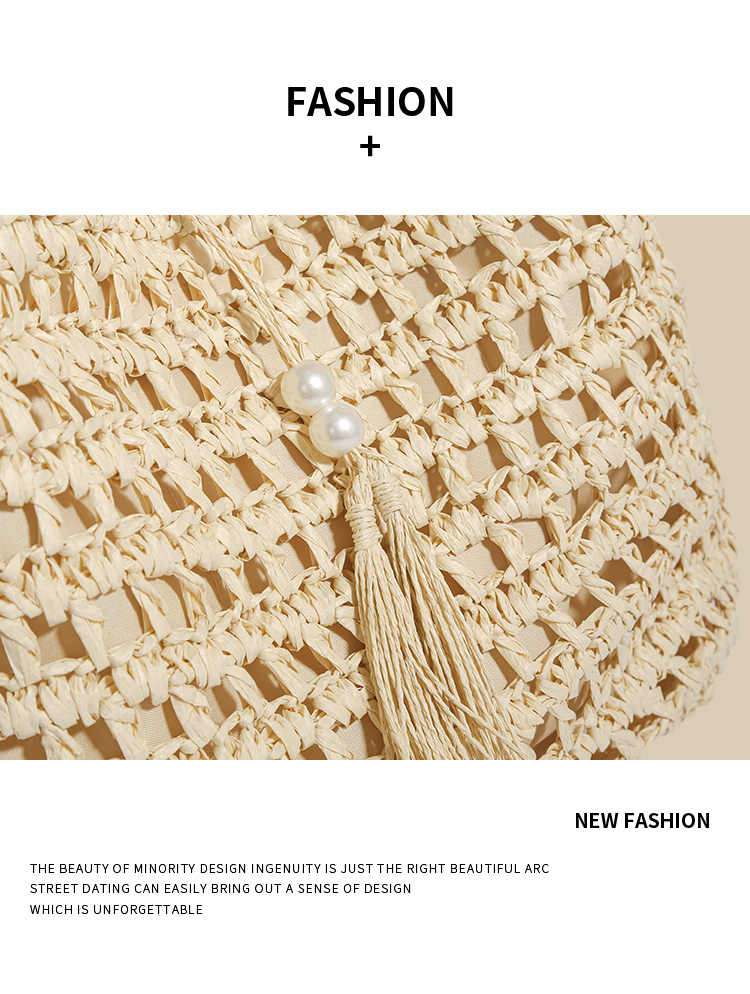 FASHION
+
NEW FASHION
THE BEAUTY OF MINORITY DESIGN INGENUITY IS JUST THE RIGHT BEAUTIFUL ARC
STREET DATING CAN EASILY BRING OUT A SENSE OF DESIGN
WHICH IS UNFORGETTABLE